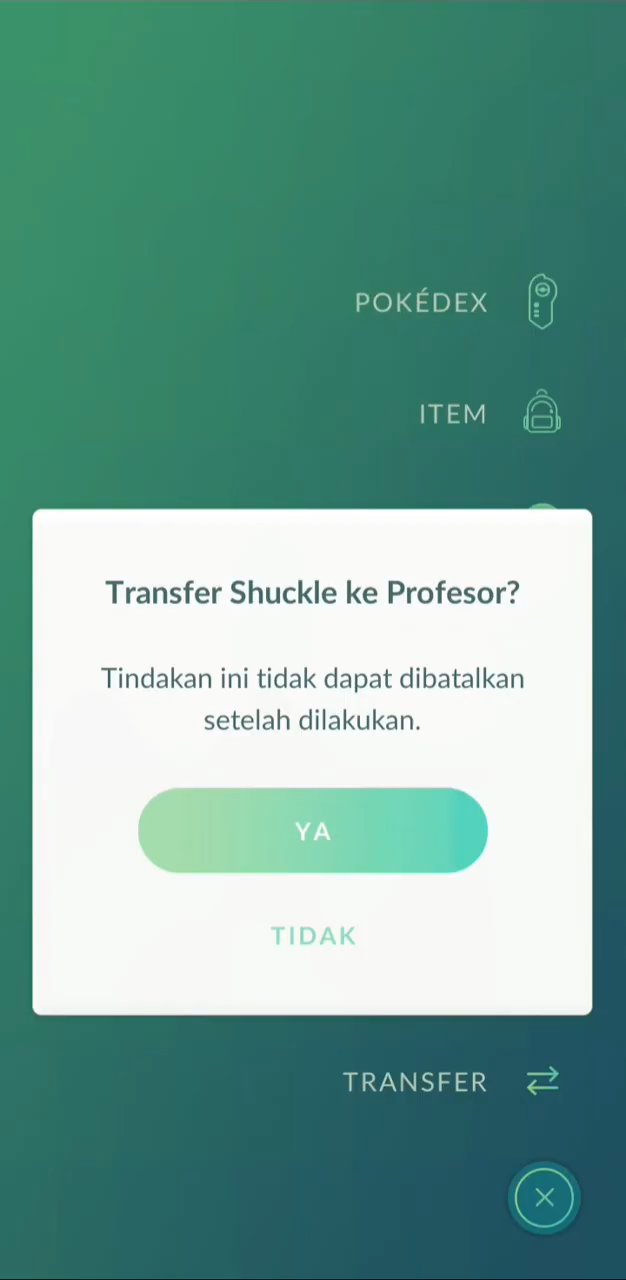 POKÉDEX
ITEM
Transfer Shuckle ke Profesor?
Tindakan ini tidak dapat dibatalkan
setelah dilakukan.
YA
TIDAK
TRANSFER